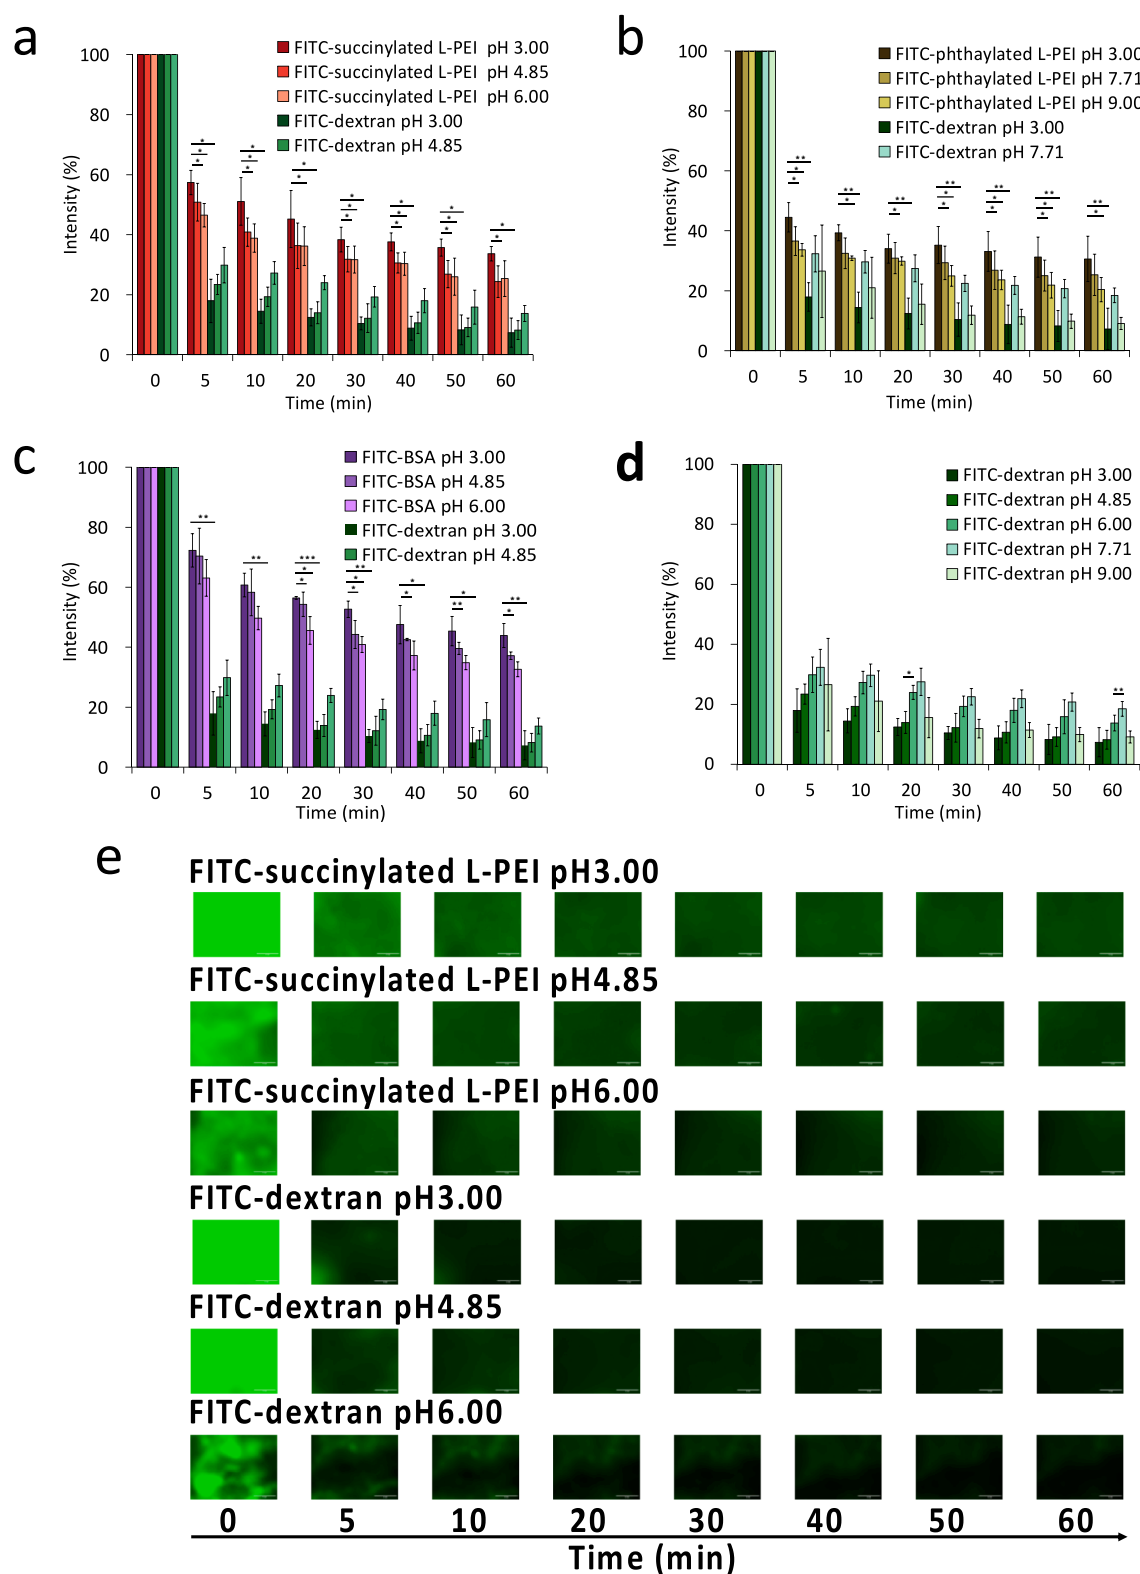 a
FITC-succinylated L-PEI pH 3.00
FITC-succinylated L-PEI pH 4.85
FITC-succinylated L-PEI pH 6.00
FITC-dextran pH 3.00
FITC-dextran pH 4.85
Intensity (%)
100
80
60
40
20
0
0 5 10 20 30 40 50 60
Time (min)
b
FITC-phthaylated L-PEI pH 3.00
FITC-phthaylated L-PEI pH 7.71
FITC-phthaylated L-PEI pH 9.00
FITC-dextran pH 3.00
FITC-dextran pH 7.71
Intensity (%)
100
80
60
40
20
0
0 5 10 20 30 40 50 60
Time (min)
c
FITC-BSA pH 3.00
FITC-BSA pH 4.85
FITC-BSA pH 6.00
FITC-dextran pH 3.00
FITC-dextran pH 4.85
Intensity (%)
100
80
60
40
20
0
0 5 10 20 30 40 50 60
Time (min)
d
FITC-dextran pH 3.00
FITC-dextran pH 4.85
FITC-dextran pH 6.00
FITC-dextran pH 7.71
FITC-dextran pH 9.00
Intensity (%)
100
80
60
40
20
0
0 5 10 20 30 40 50 60
Time (min)
e
FITC-succinylated L-PEI pH3.00
FITC-succinylated L-PEI pH4.85
FITC-succinylated L-PEI pH6.00
FITC-dextran pH3.00
FITC-dextran pH4.85
FITC-dextran pH6.00
0 5 10 20 30 40 50 60
Time (min)